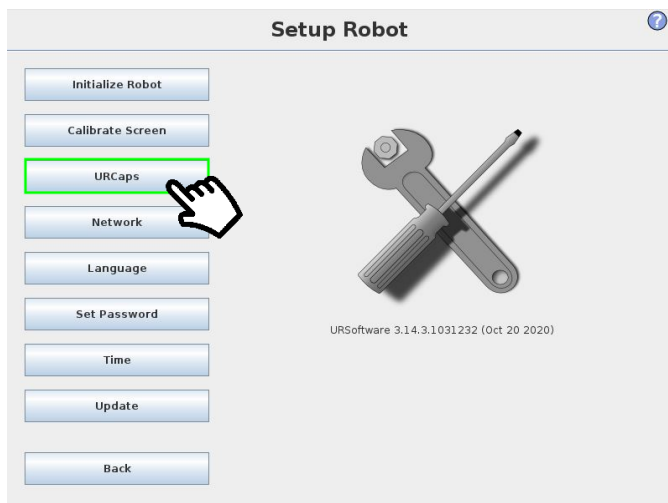 Setup Robot
?
Initialize Robot
Calibrate Screen
URCaps
Network
Language
Set Password
Time
Update
Back
URSoftware 3.14.3.1031232 (Oct 20 2020)